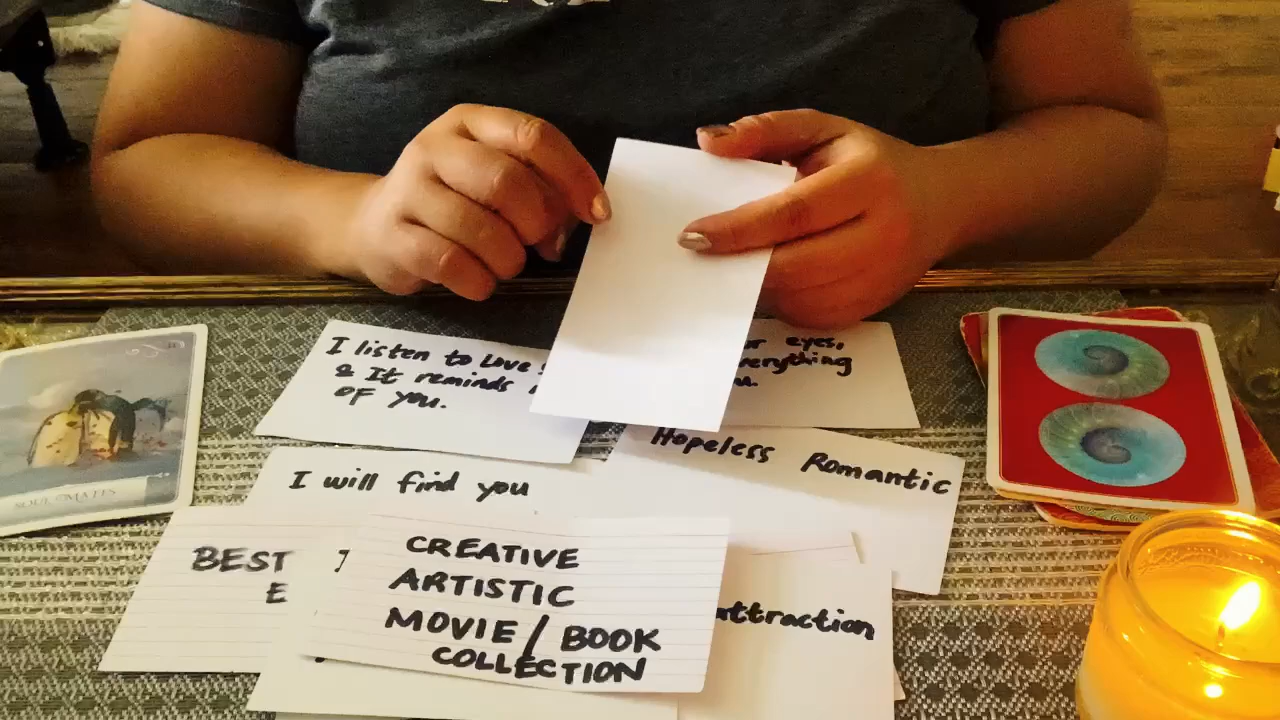 I listen to Love
& It reminds
OF you.
eyes,
everything
Hopeless Romantic
I will find you
BEST
E
CREATIVE
ARTISTIC
MOVIE / BOOK
COLLECTION
attraction
SOUL MATES